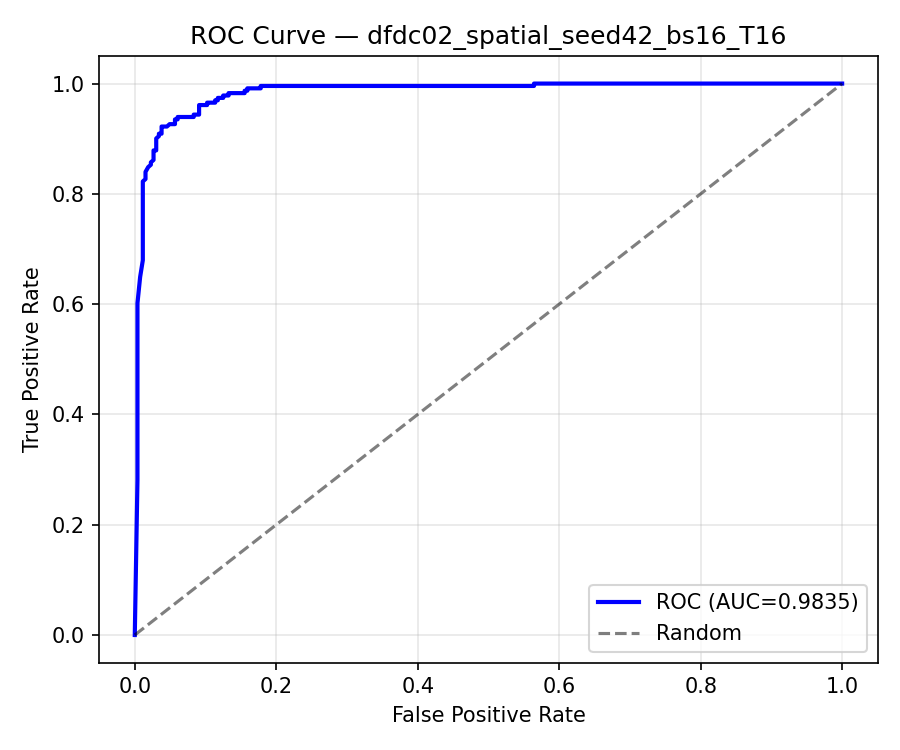 ROC Curve — dfdc02_spatial_seed42_bs16_T16
True Positive Rate
1.0
0.8
0.6
0.4
0.2
0.0
0.0 0.2 0.4 0.6 0.8 1.0
False Positive Rate
ROC (AUC=0.9835)
Random